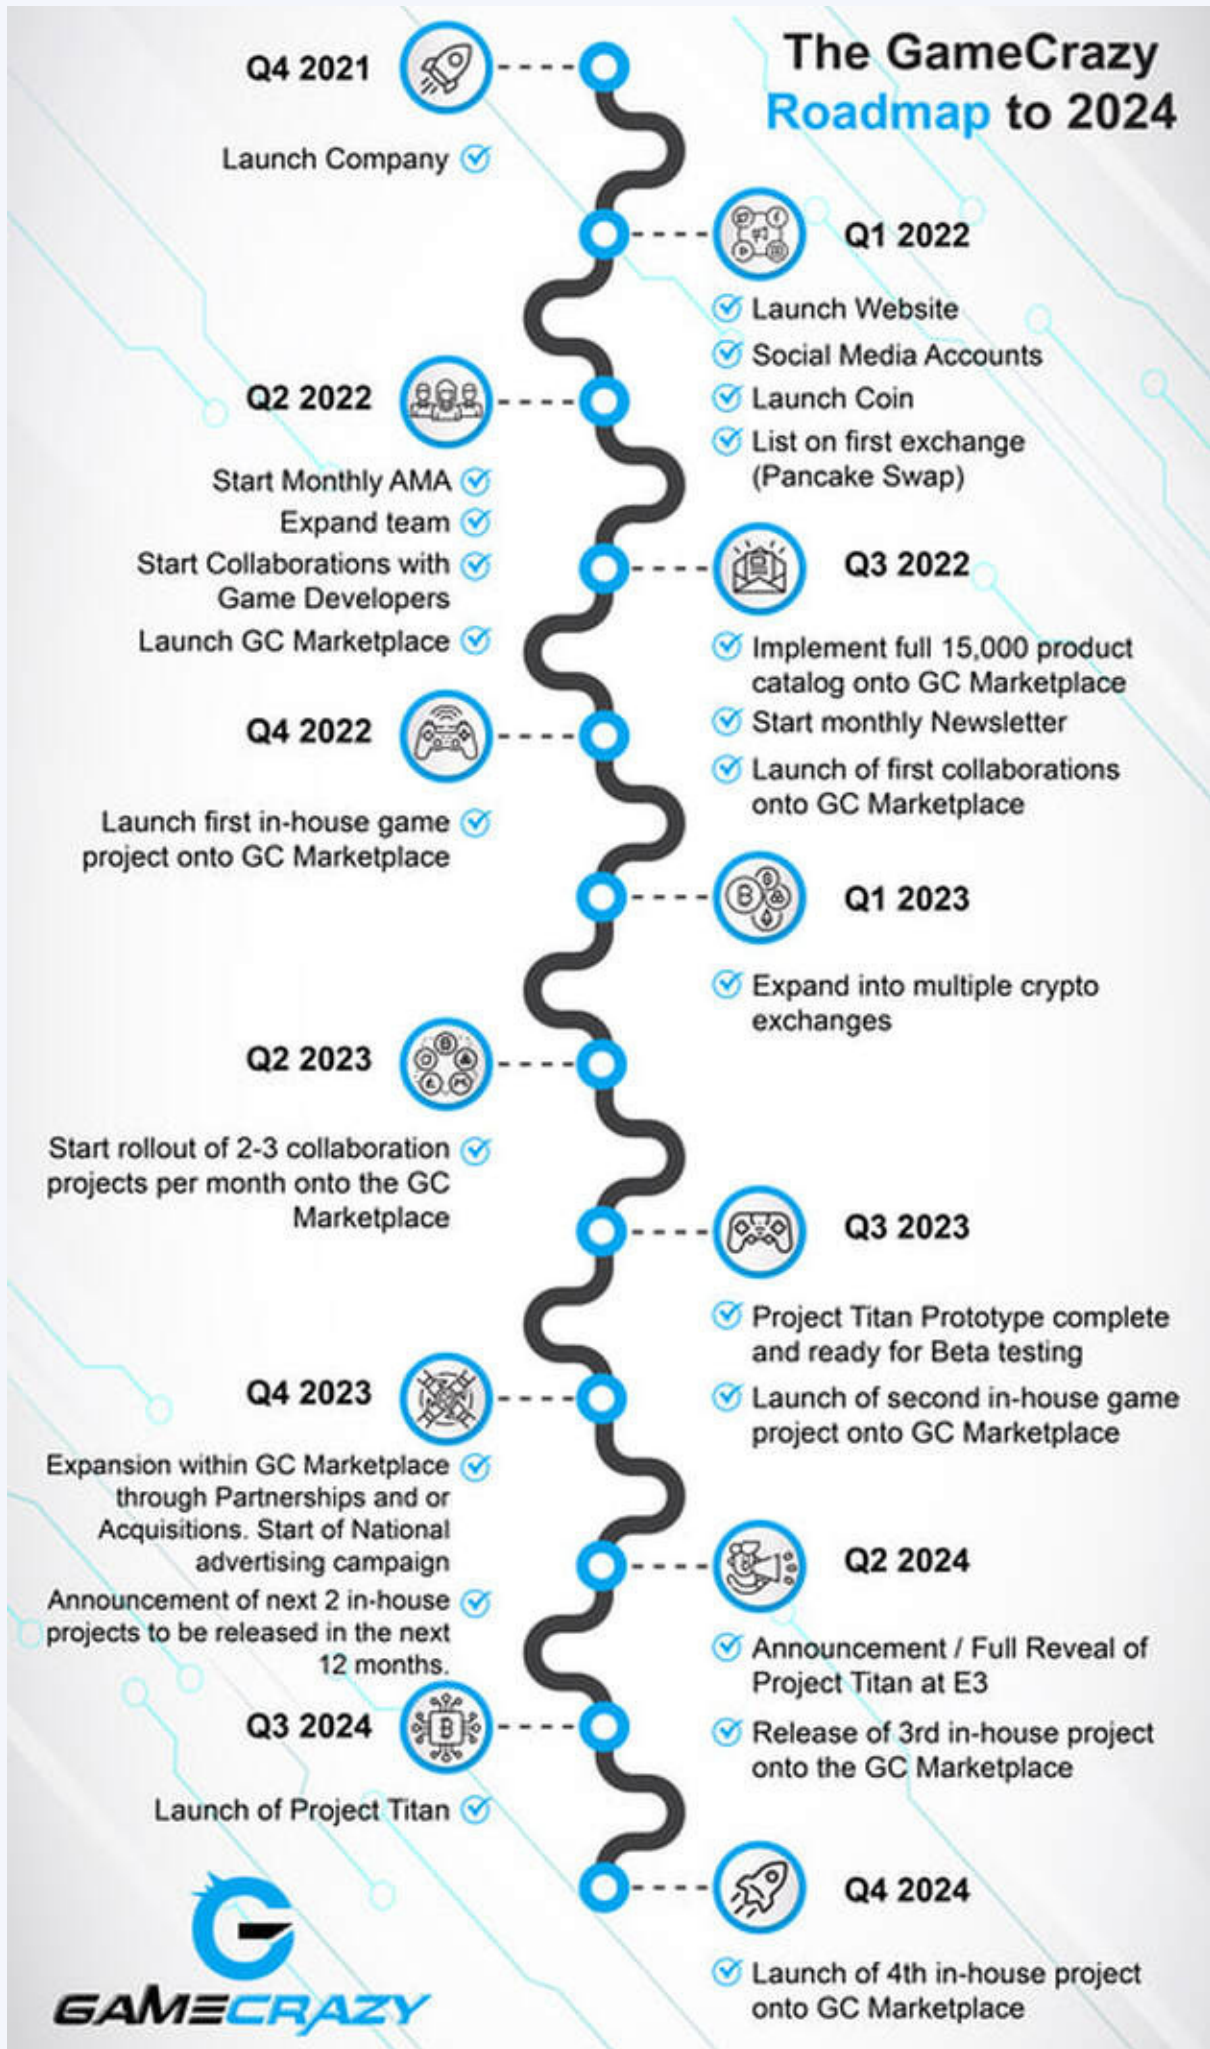 The GameCrazy
Roadmap to 2024
Q4 2021
Launch Company
Q1 2022
Launch Website
Social Media Accounts
Launch Coin
List on first exchange
(Pancake Swap)
Q2 2022
Start Monthly AMA
Expand team
Start Collaborations with
Game Developers
Launch GC Marketplace
Q3 2022
Implement full 15,000 product
catalog onto GC Marketplace
Start monthly Newsletter
Launch of first collaborations
onto GC Marketplace
Q4 2022
Launch first in-house game
project onto GC Marketplace
Q1 2023
Expand into multiple crypto
exchanges
Q2 2023
Start rollout of 2-3 collaboration
projects per month onto the GC
Marketplace
Q3 2023
Project Titan Prototype complete
and ready for Beta testing
Launch of second in-house game
project onto GC Marketplace
Q4 2023
Expansion within GC Marketplace
through Partnerships and or
Acquisitions. Start of National
advertising campaign
Announcement of next 2 in-house
projects to be released in the next
12 months.
Q2 2024
Announcement / Full Reveal of
Project Titan at E3
Release of 3rd in-house project
onto the GC Marketplace
Q3 2024
Launch of Project Titan
Q4 2024
Launch of 4th in-house project
onto GC Marketplace
GAMECRAZY